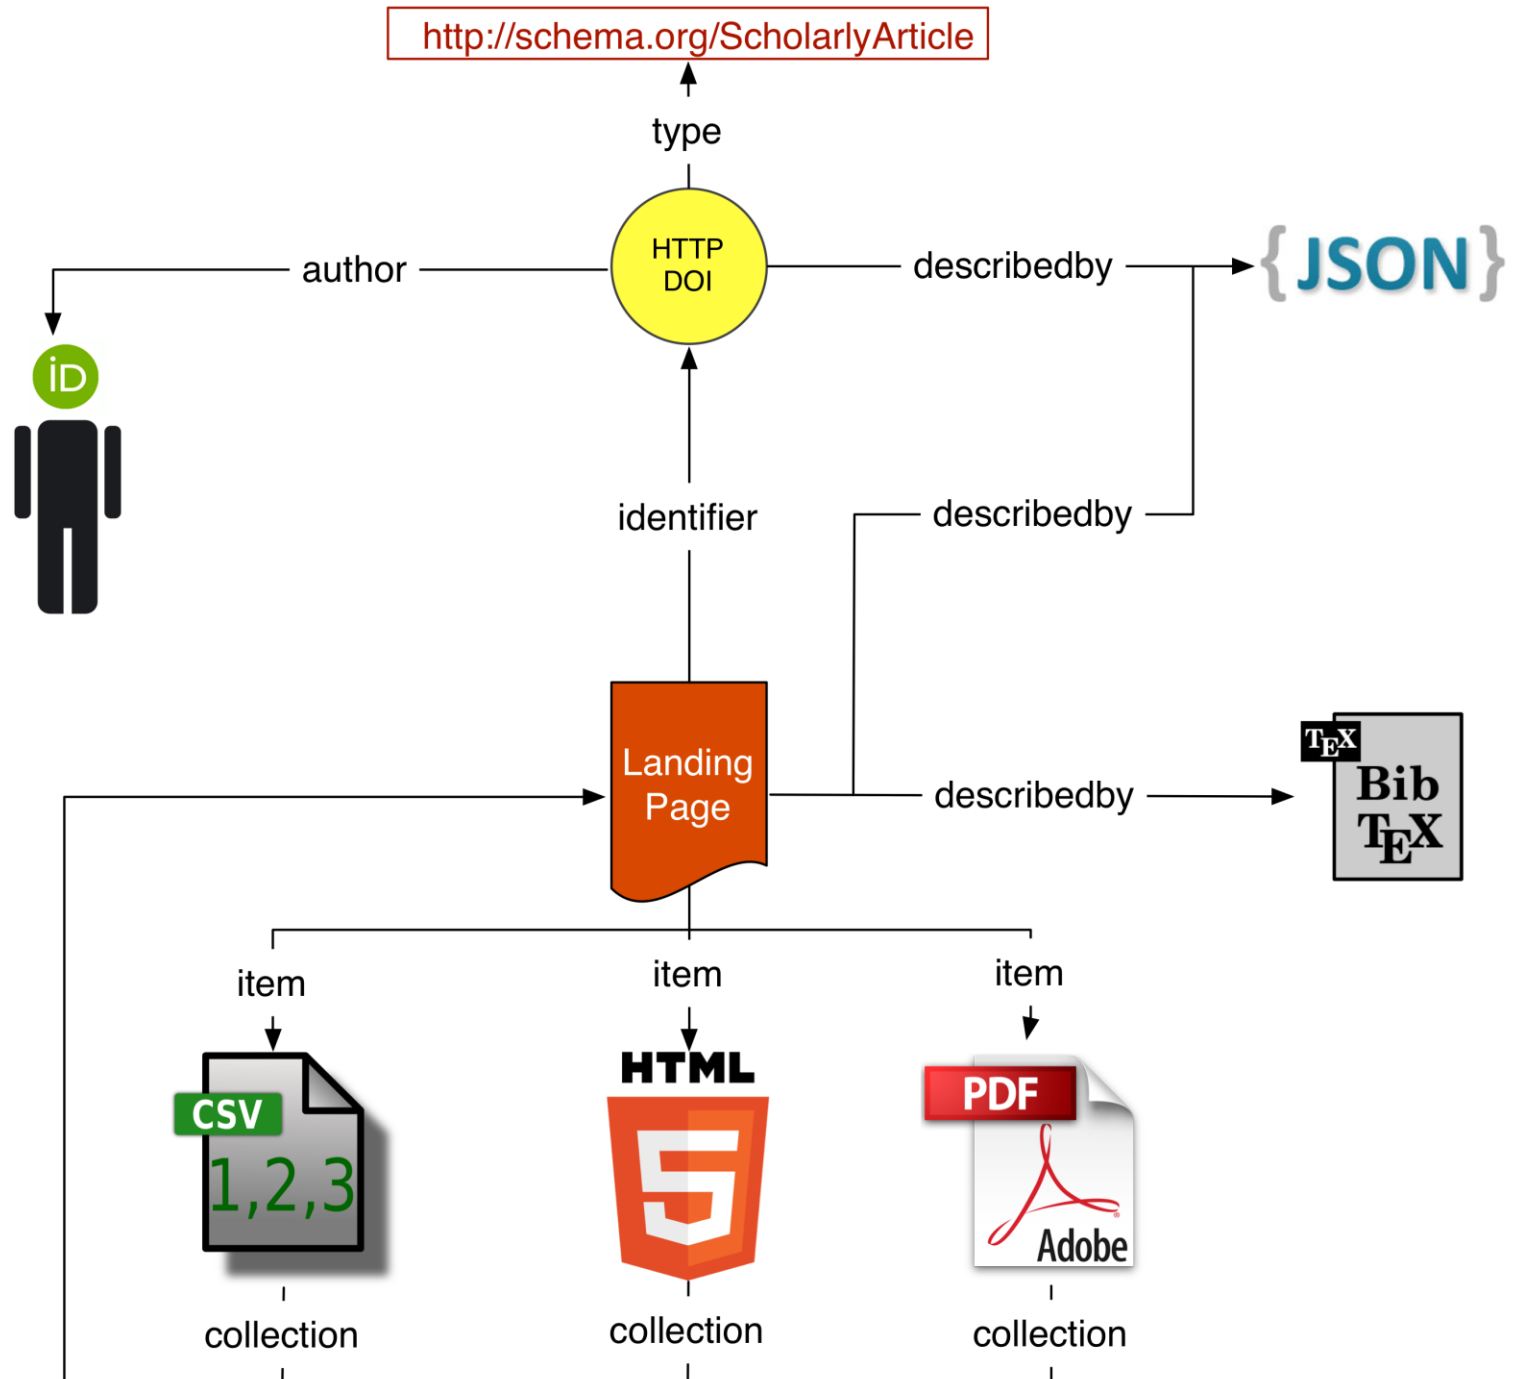 http://schema.org/ScholarlyArticle
type
HTTP
DOI
author
describedby
{JSON}
iD
identifier
describedby
Landing
Page
describedby
TEX
Bib
TEX
item
item
item
CSV
1,2,3
HTML
5
PDF
Adobe
collection
collection
collection